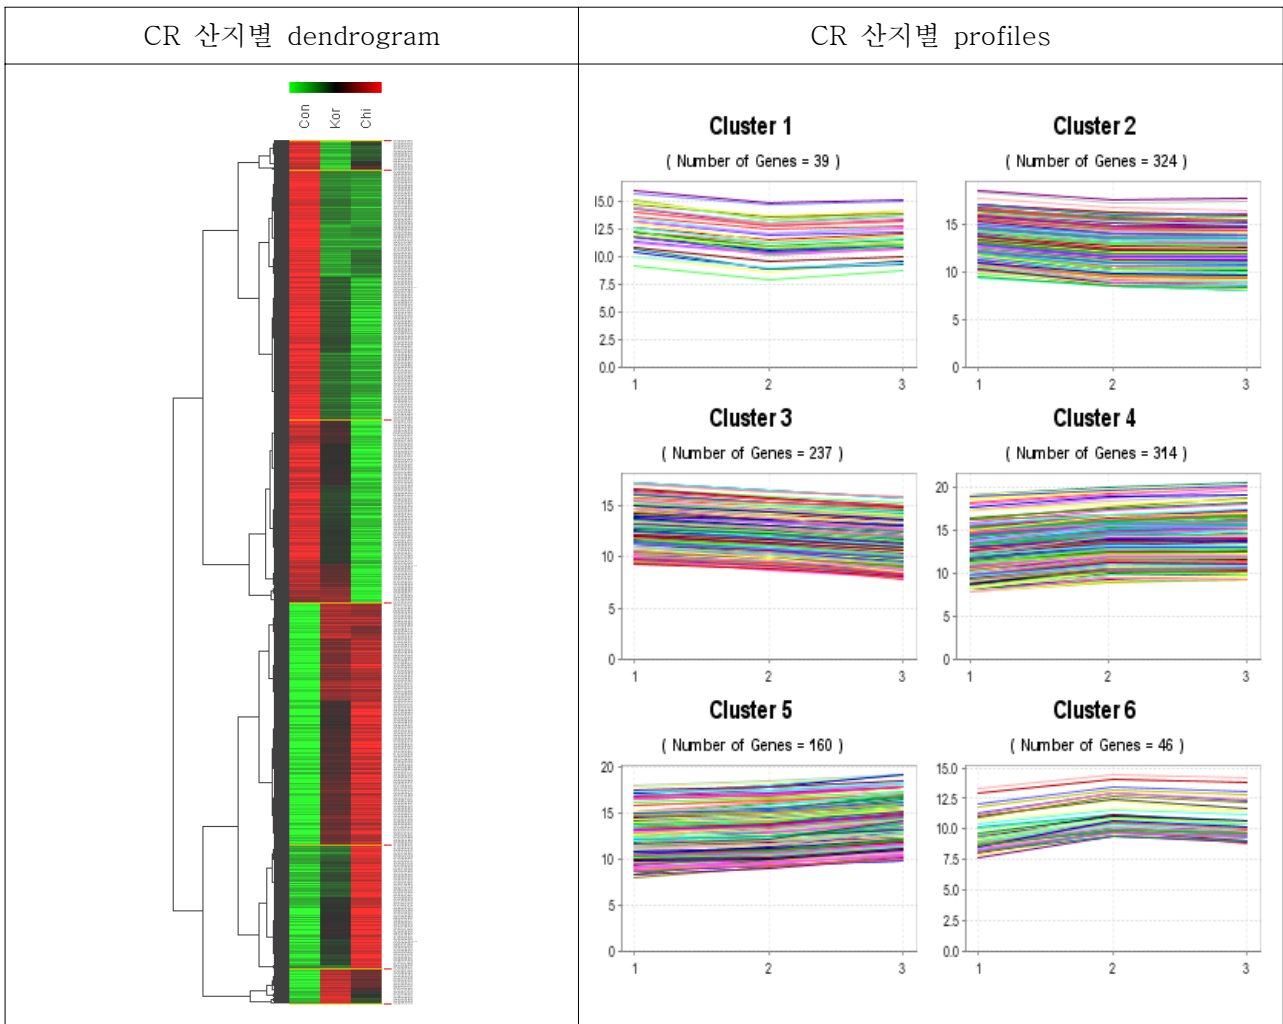 CR 산지별 dendrogram
CR 산지별 profiles
Con
Kor
Chi
Cluster 1
( Number of Genes = 39 )
15.0
12.5
10.0
7.5
5.0
2.5
0.0
1 2 3
Cluster 2
( Number of Genes = 324 )
15
10
5
0
1 2 3
Cluster 3
( Number of Genes = 237 )
15
10
5
0
1 2 3
Cluster 4
( Number of Genes = 314 )
20
15
10
5
0
1 2 3
Cluster 5
( Number of Genes = 160 )
20
15
10
5
0
1 2 3
Cluster 6
( Number of Genes = 46 )
15.0
12.5
10.0
7.5
5.0
2.5
0.0
1 2 3